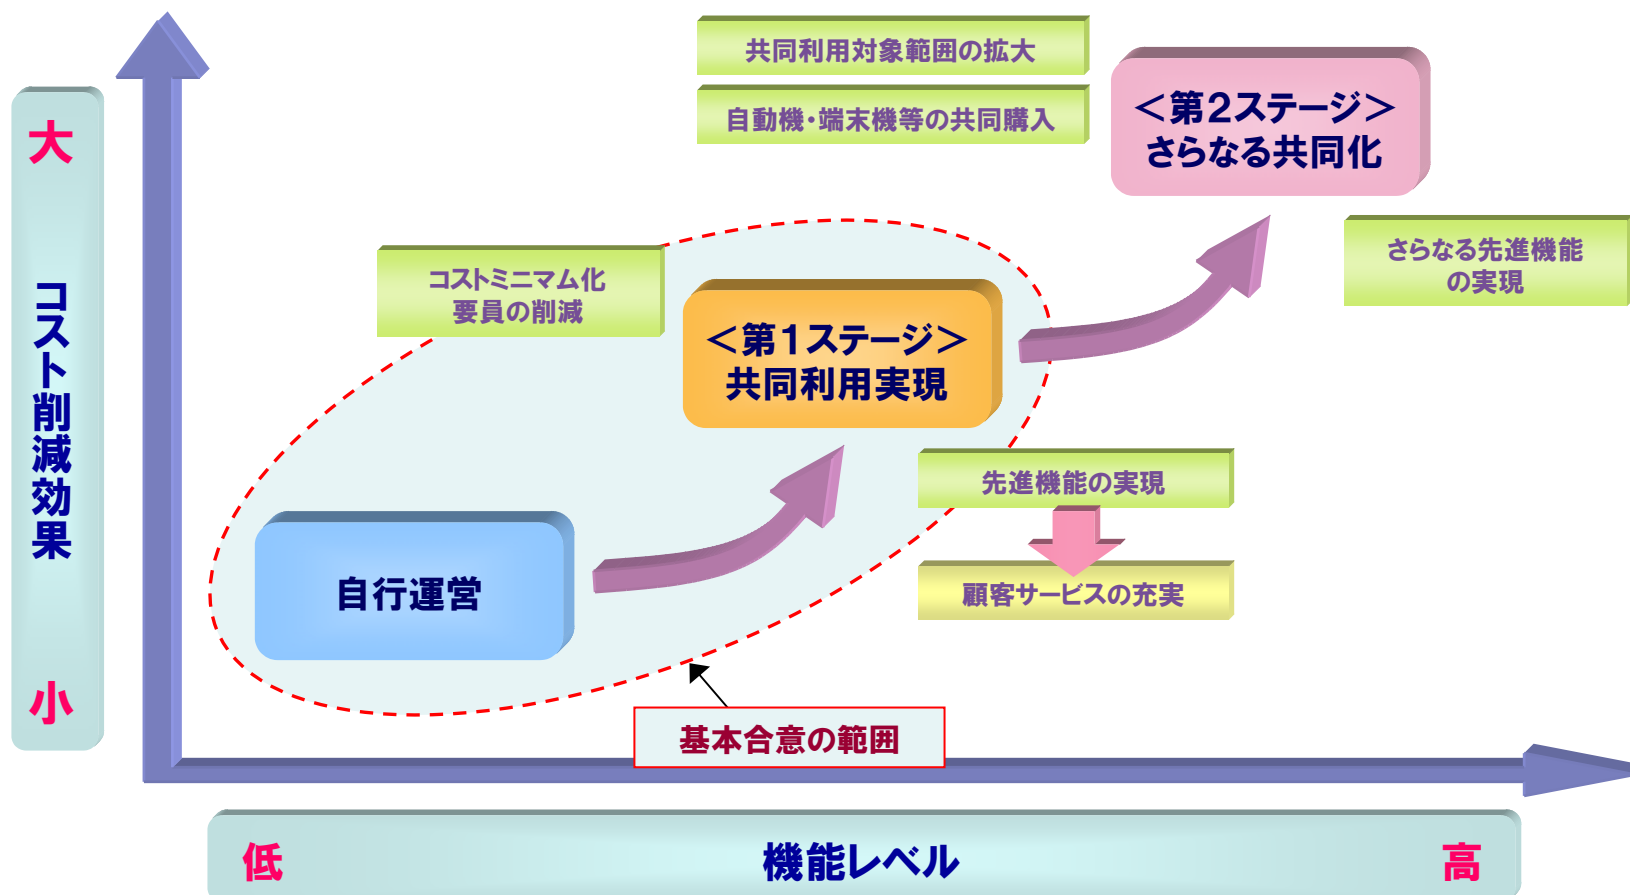 共同利用対象範囲の拡大
自動機・端末機等の共同購入
＜第２ステージ＞
さらなる共同化
さらなる先進機能
の実現
大
コスト削減効果
小
コストミニマム化
要員の削減
＜第１ステージ＞
共同利用実現
先進機能の実現
顧客サービスの充実
自行運営
基本合意の範囲
低
機能レベル
高